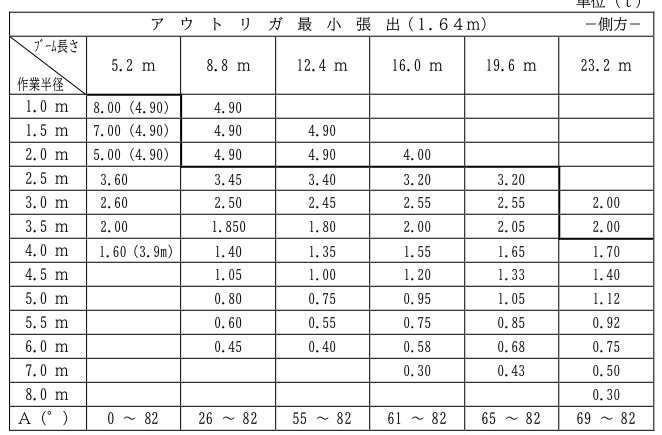 単位（ｔ）
アウトリガ最小張出(1.64m) －側方－
ブーム長さ 作業半径 5.2 m 8.8 m 12.4 m 16.0 m 19.6 m 23.2 m
1.0 m 8.00 (4.90) 4.90
1.5 m 7.00 (4.90) 4.90 4.90
2.0 m 5.00 (4.90) 4.90 4.90 4.00
2.5 m 3.60 3.45 3.40 3.20 3.20
3.0 m 2.60 2.50 2.45 2.55 2.55 2.00
3.5 m 2.00 1.850 1.80 2.00 2.05 2.00
4.0 m 1.60 (3.9m) 1.40 1.35 1.55 1.65 1.70
4.5 m 1.05 1.00 1.20 1.33 1.40
5.0 m 0.80 0.75 0.95 1.05 1.12
5.5 m 0.60 0.55 0.75 0.85 0.92
6.0 m 0.45 0.40 0.58 0.68 0.75
7.0 m 0.30 0.43 0.50
8.0 m 0.30
A (°) 0 ～ 82 26 ～ 82 55 ～ 82 61 ～ 82 65 ～ 82 69 ～ 82